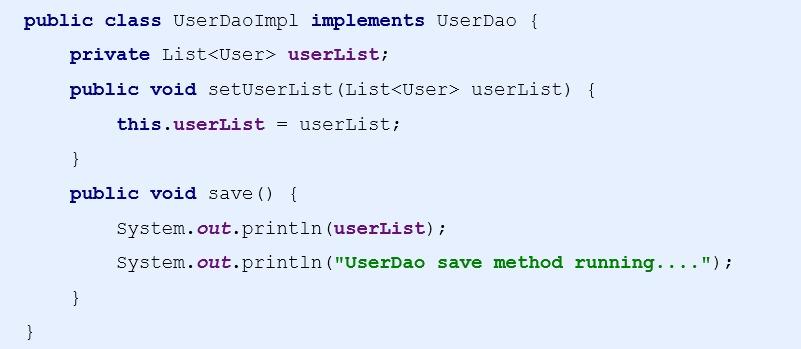 public class UserDaoImpl implements UserDao {
    private List<User> userList;
    public void setUserList(List<User> userList) {
        this.userList = userList;
    }
    public void save() {
        System.out.println(userList);
        System.out.println("UserDao save method running....");
    }
}